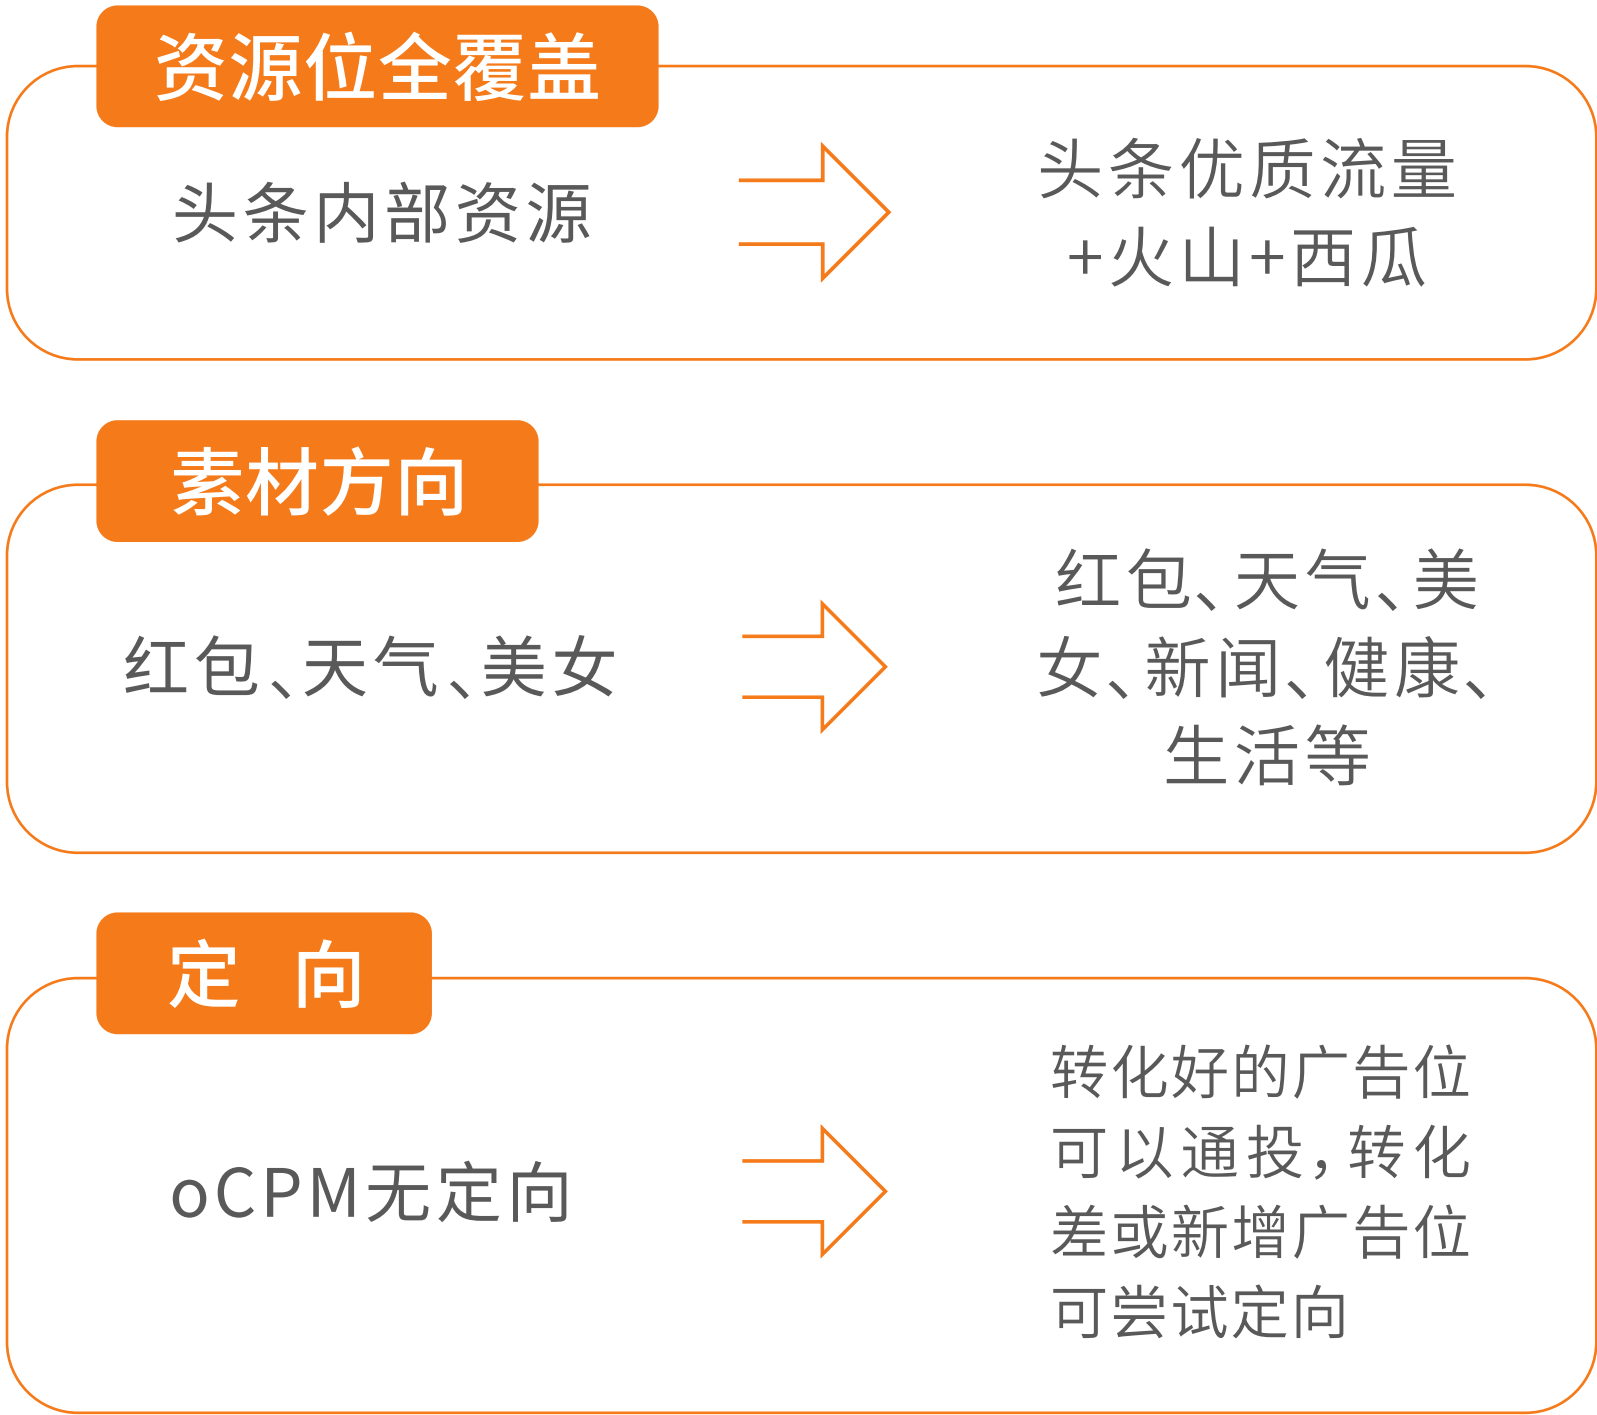 资源位全覆盖
头条内部资源
头条优质流量
+火山+西瓜
素材方向
红包、天气、美女
红包、天气、美
女、新闻、健康、
生活等
定 向
oCPM无定向
转化好的广告位
可以通投,转化
差或新增广告位
可尝试定向